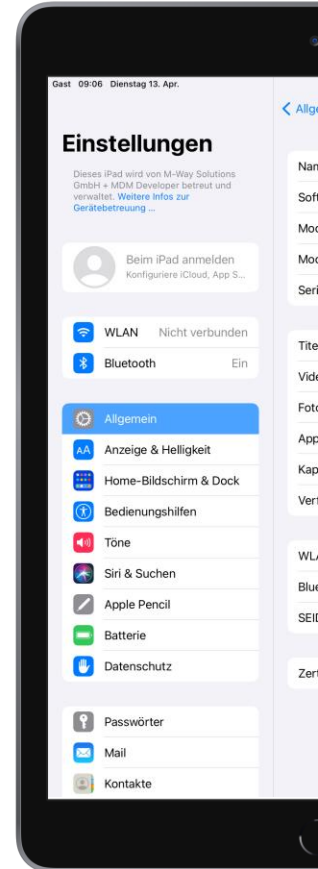 Gast 09:06 Dienstag 13. Apr.
Einstellungen
Dieses iPad wird von M-Way Solutions
GmbH + MDM Developer betreut und
verwaltet. Weitere Infos zur
Gerätebetreuung ...
Beim iPad anmelden
Konfiguriere iCloud, App S...
WLAN Nicht verbunden
Bluetooth Ein
Allgemein
Anzeige & Helligkeit
Home-Bildschirm & Dock
Bedienungshilfen
Töne
Siri & Suchen
Apple Pencil
Batterie
Datenschutz
Passwörter
Mail
Kontakte